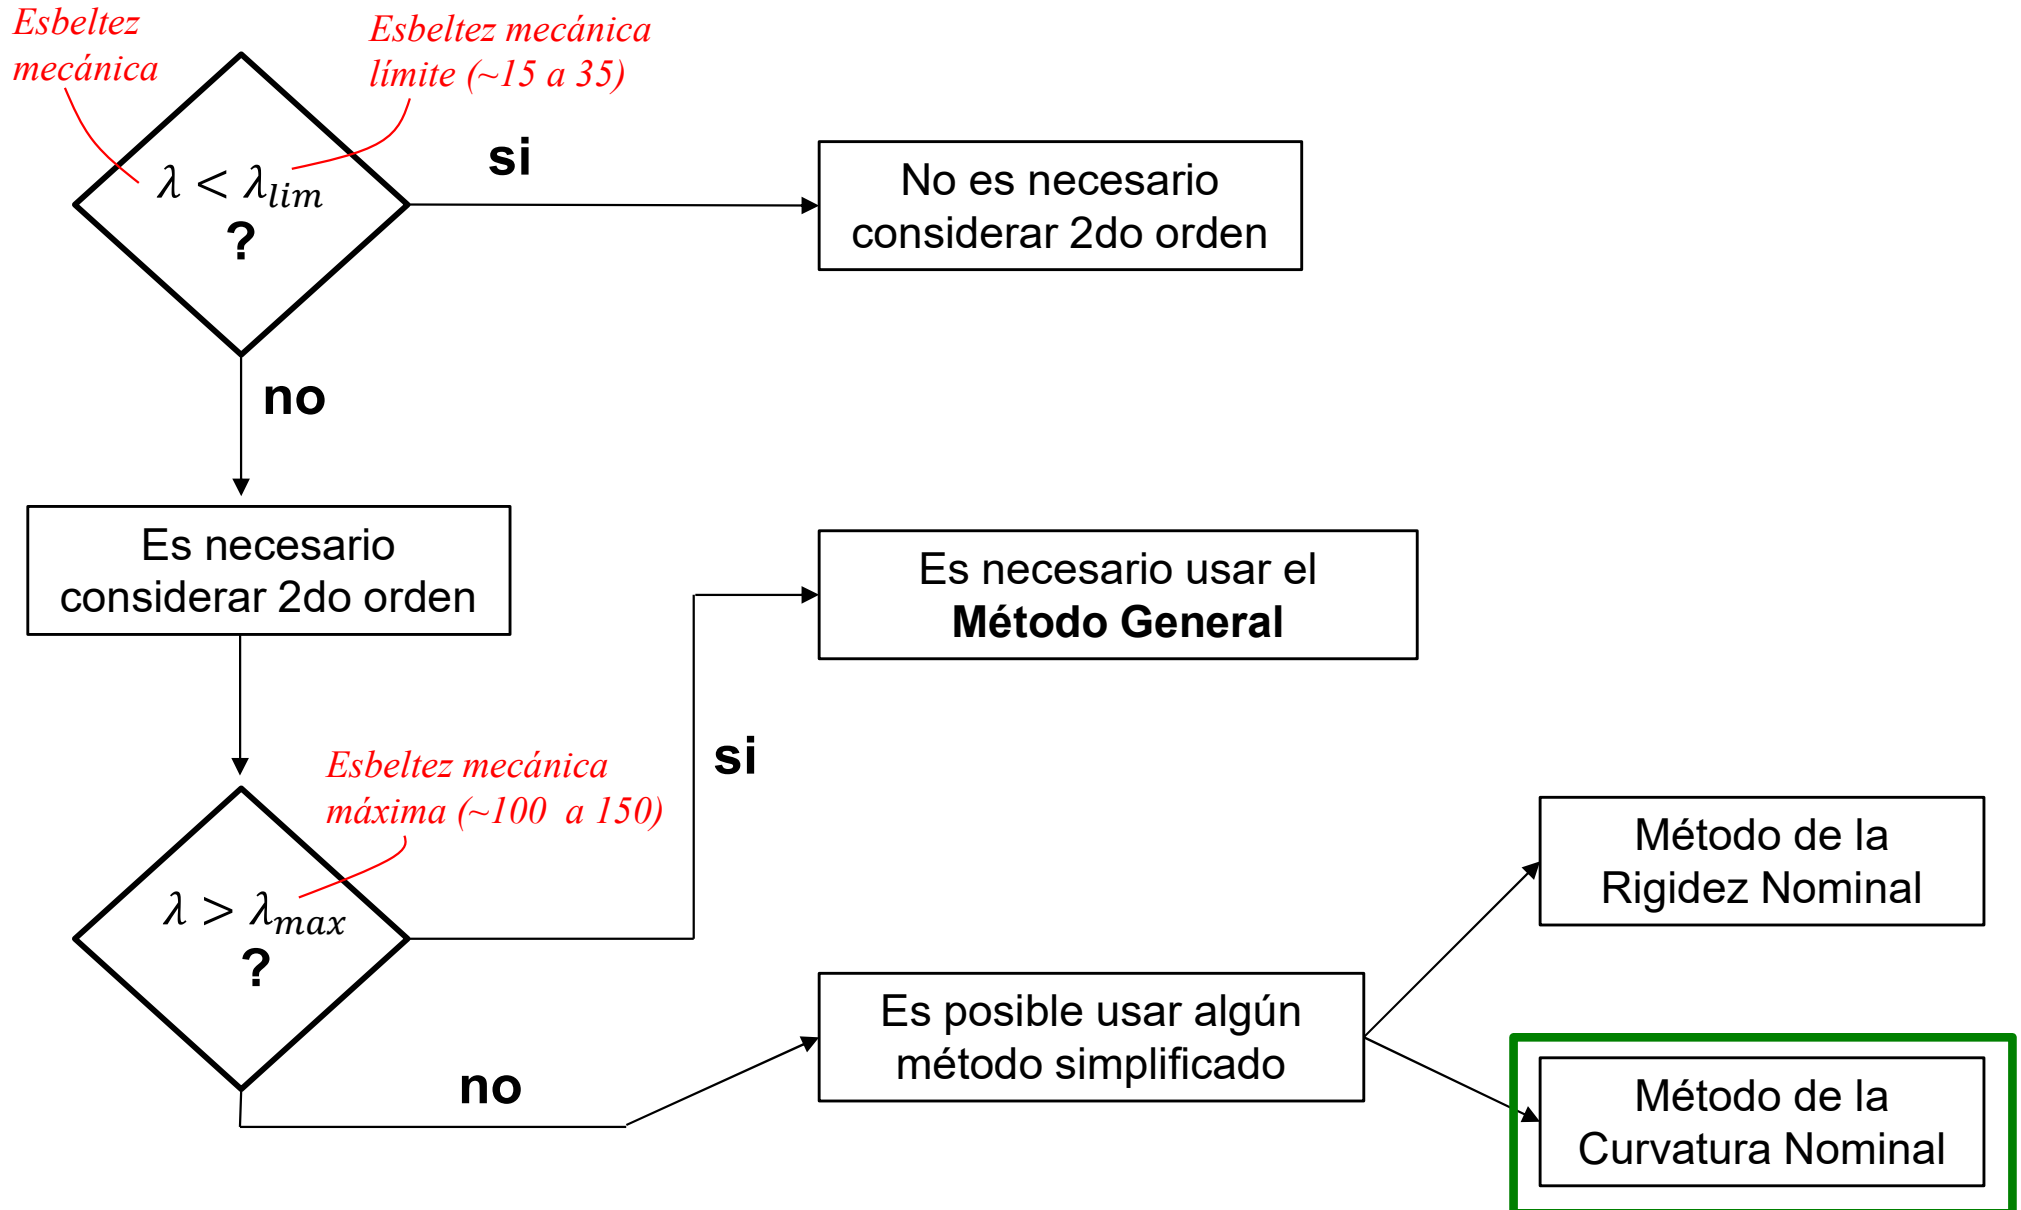 Esbeltez
mecánica
Esbeltez mecánica
límite (~15 a 35)
λ < λlim
?
si
No es necesario
considerar 2do orden
no
Es necesario
considerar 2do orden
Es necesario usar el
Método General
si
Esbeltez mecánica
máxima (~100  a 150)
λ > λmax
?
no
Es posible usar algún
método simplificado
Método de la
Rigidez Nominal
Método de la
Curvatura Nominal